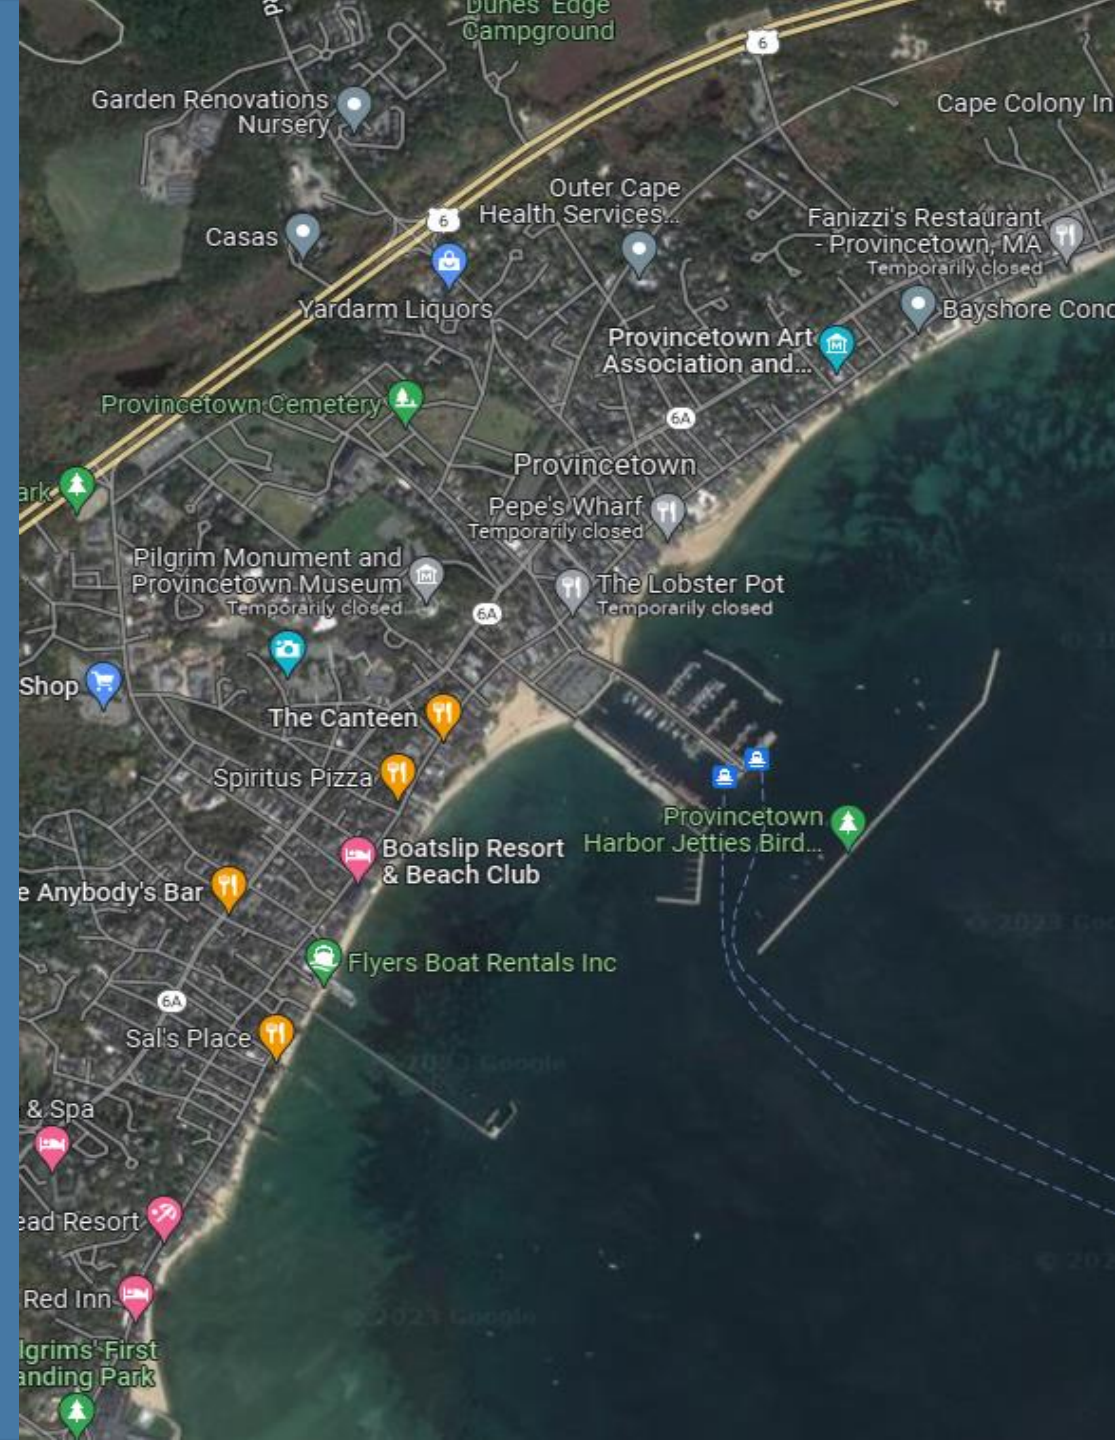 Dunes' Edge
Campground
6
Garden Renovations
Nursery
Cape Colony In
Outer Cape
Health Services...
6
Fanizzi's Restaurant
- Provincetown, MA
Temporarily closed
Casas
Yardarm Liquors
Bayshore Cond
Provincetown Art
Association and...
Provincetown Cemetery
6A
Provincetown
ark
Pepe's Wharf
Temporarily closed
Pilgrim Monument and
Provincetown Museum
Temporarily closed
The Lobster Pot
Temporarily closed
6A
Shop
The Canteen
Spiritus Pizza
Provincetown
Harbor Jetties Bird...
Boatslip Resort
& Beach Club
e Anybody's Bar
Flyers Boat Rentals Inc
6A
Sal's Place
2023 Google
& Spa
ead Resort
Red Inn
2023 Google
lgrims' First
anding Park